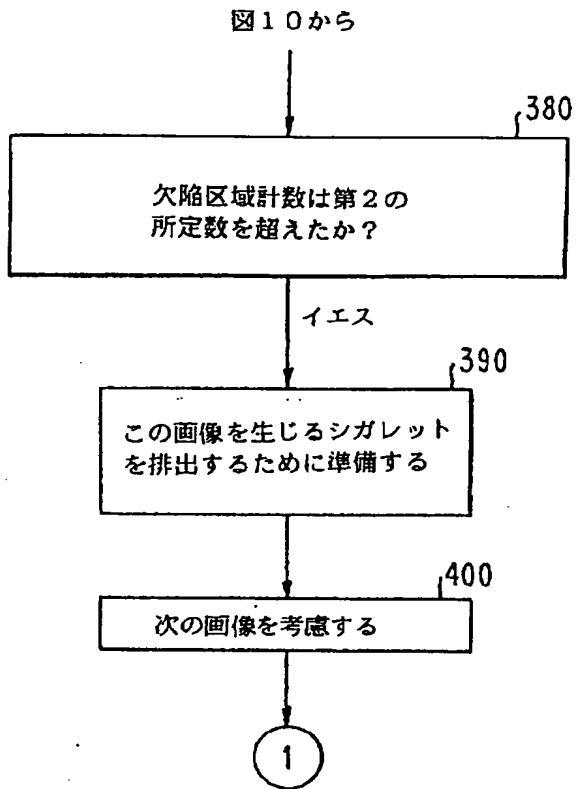 図10から
380
欠陥区域計数は第2の
所定数を超えたか?
イエス
390
この画像を生じるシガレット
を排出するために準備する
400
次の画像を考慮する
1